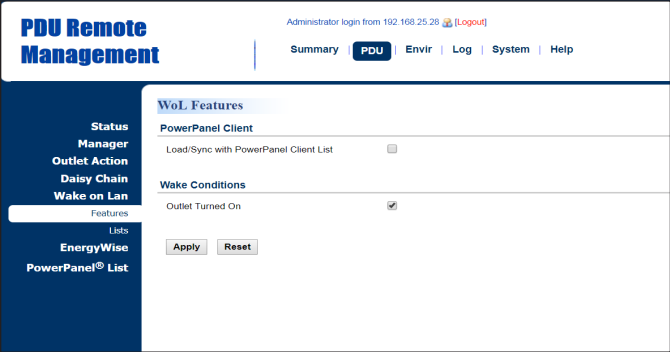 PDU Remote
Management
Administrator login from 192.168.25.28 [Logout]
Summary | PDU | Envir | Log | System | Help
WoL Features
PowerPanel Client
Load/Sync with PowerPanel Client List
Wake Conditions
Outlet Turned On
Apply Reset
Status
Manager
Outlet Action
Daisy Chain
Wake on Lan
Features
Lists
EnergyWise
PowerPanel® List